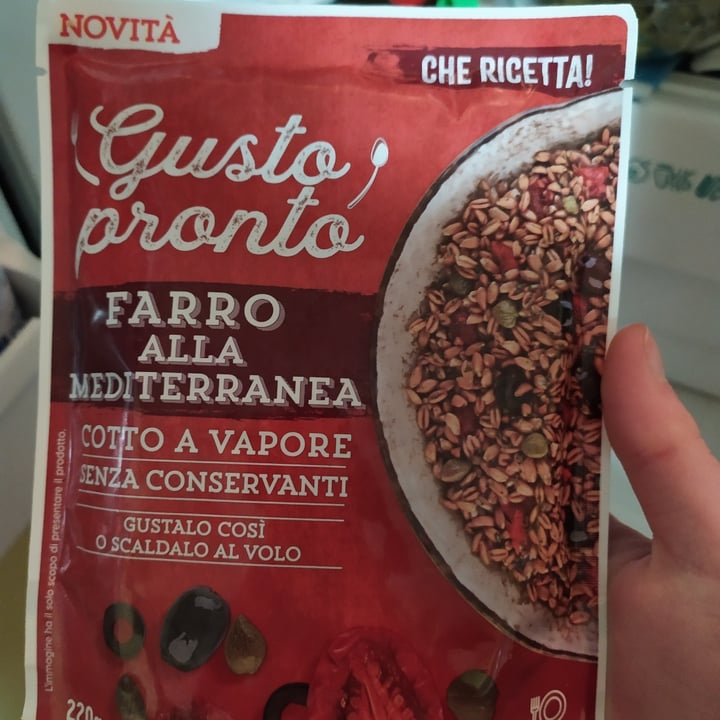 NOVITÀ
CHE RICETTA!
Gusto
pronto
FARRO
ALLA
MEDITERRANEA
COTTO A VAPORE
SENZA CONSERVANTI
GUSTALO COSÌ
O SCALDALO AL VOLO
L'immagine ha il solo scopo di presentare il prodotto.
220g